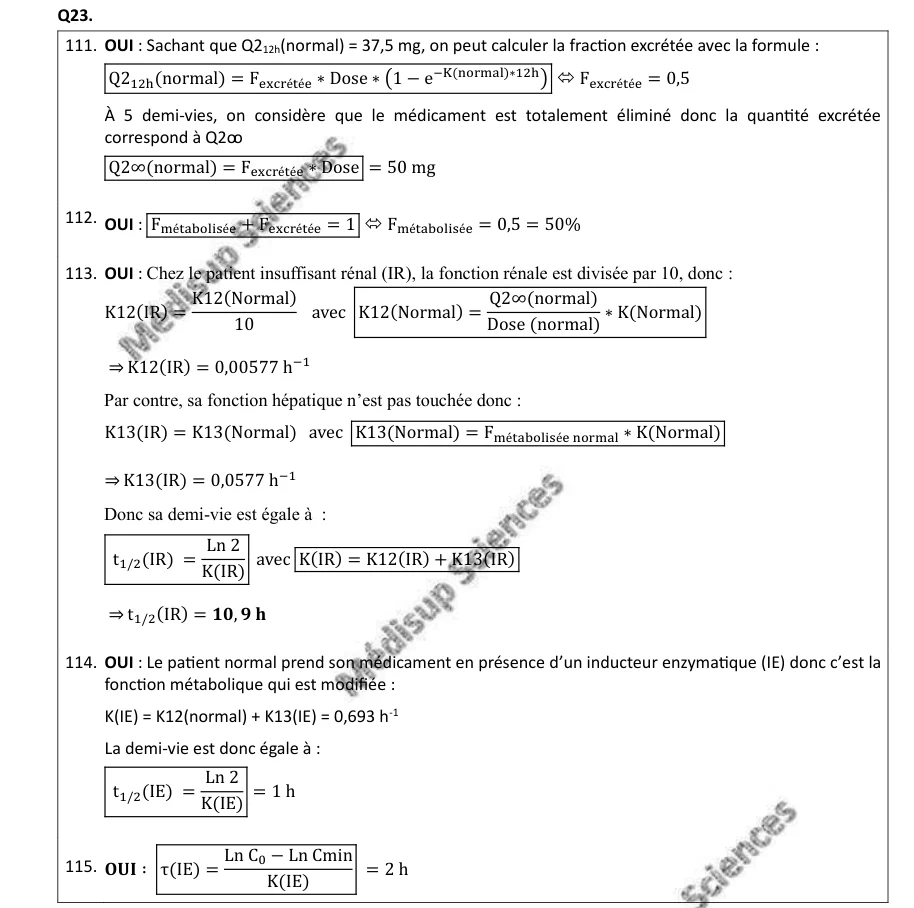 Q23.
111. OUI : Sachant que Q2₁₂ₕ(normal) = 37,5 mg, on peut calculer la fraction excrétée avec la formule :
Q2₁₂ₕ(normal) = F_excrétée * Dose * (1 − e^(−K(normal)*12h)) ⇔ F_excrétée = 0,5
À 5 demi-vies, on considère que le médicament est totalement éliminé donc la quantité excrétée
correspond à Q2∞
Q2∞(normal) = F_excrétée * Dose = 50 mg
112. OUI : F_métabolisée + F_excrétée = 1 ⇔ F_métabolisée = 0,5 = 50%
113. OUI : Chez le patient insuffisant rénal (IR), la fonction rénale est divisée par 10, donc :
K12(IR) = K12(Normal) / 10 avec K12(Normal) = Q2∞(normal) / Dose (normal) * K(Normal)
⇒ K12(IR) = 0,00577 h⁻¹
Par contre, sa fonction hépatique n’est pas touchée donc :
K13(IR) = K13(Normal) avec K13(Normal) = F_métabolisée normal * K(Normal)
⇒ K13(IR) = 0,0577 h⁻¹
Donc sa demi-vie est égale à :
t₁/₂(IR) = Ln 2 / K(IR) avec K(IR) = K12(IR) + K13(IR)
⇒ t₁/₂(IR) = 10,9 h
114. OUI : Le patient normal prend son médicament en présence d’un inducteur enzymatique (IE) donc c’est la
fonction métabolique qui est modifiée :
K(IE) = K12(normal) + K13(IE) = 0,693 h⁻¹
La demi-vie est donc égale à :
t₁/₂(IE) = Ln 2 / K(IE) = 1 h
115. OUI : τ(IE) = Ln C₀ − Ln Cmin / K(IE) = 2 h
Médisup Sciences
Médisup Sciences
Sciences